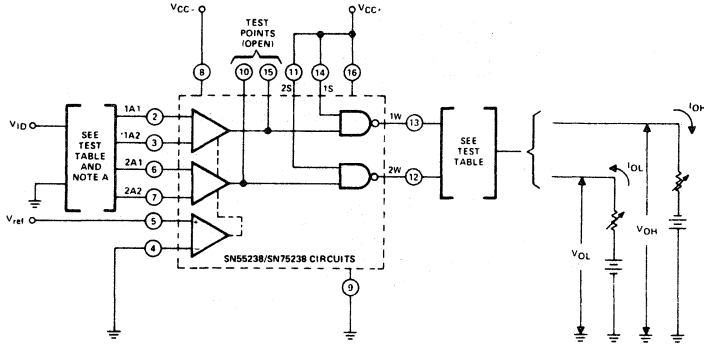 VCC-
VCC+
TEST
POINTS
(OPEN)
8
10
15
11
14
16
2S
1S
VID
SEE
TEST
TABLE
AND
NOTE A
1A1
2
'1A2
3
2A1
6
2A2
7
Vref
5
+
4
−
1W
13
2W
12
SEE
TEST
TABLE
IOH
IOL
VOL
VOH
SN55238/SN75238 CIRCUITS
9